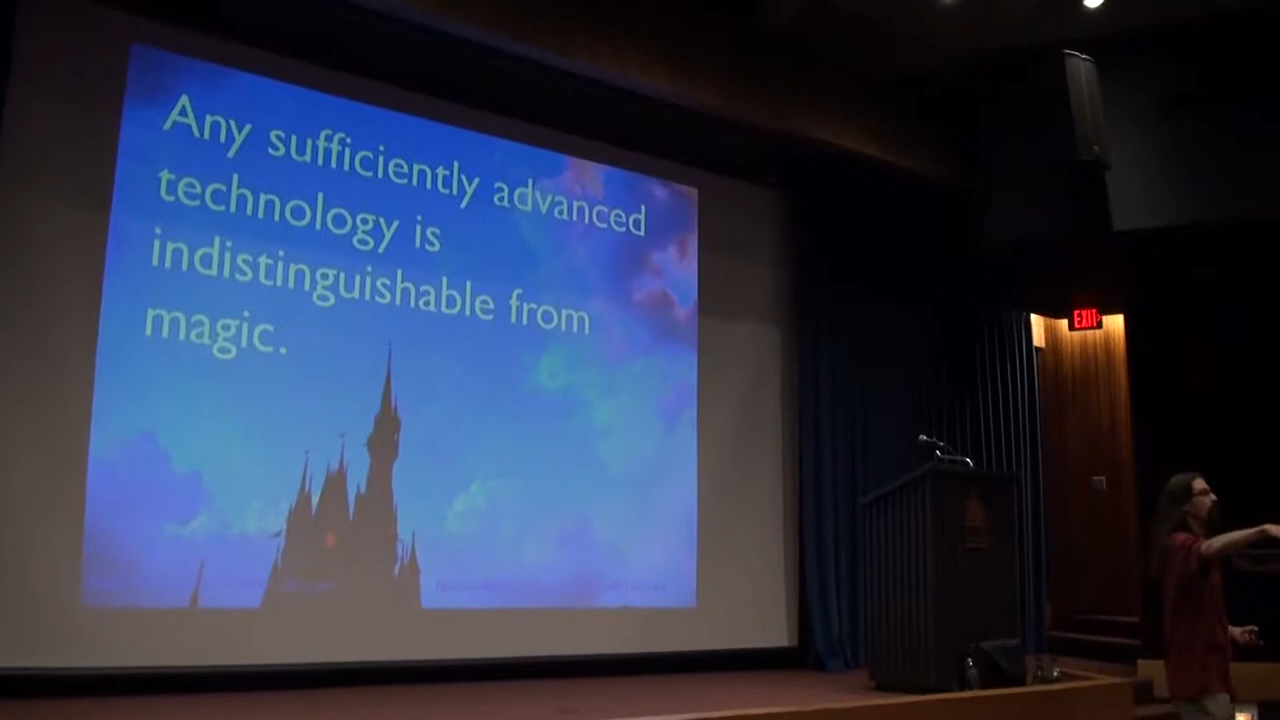 Any sufficiently advanced
technology is
indistinguishable from
magic.
EXIT